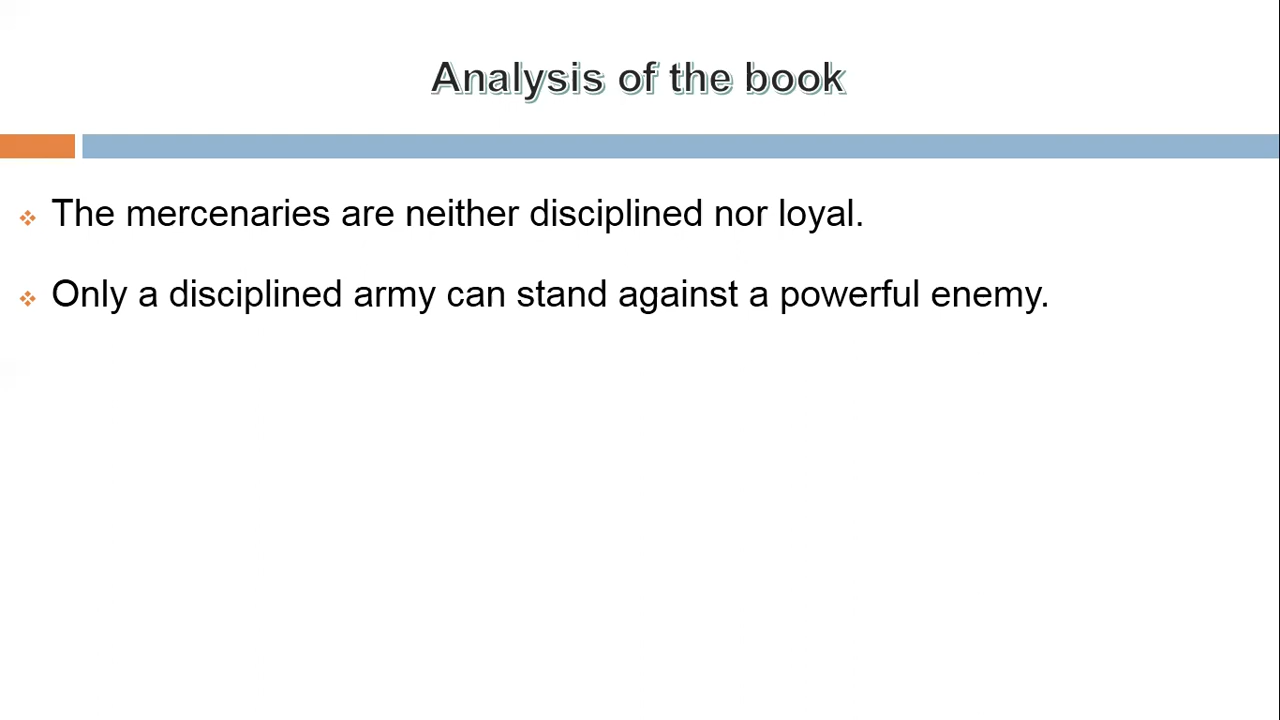 Analysis of the book
The mercenaries are neither disciplined nor loyal.
Only a disciplined army can stand against a powerful enemy.